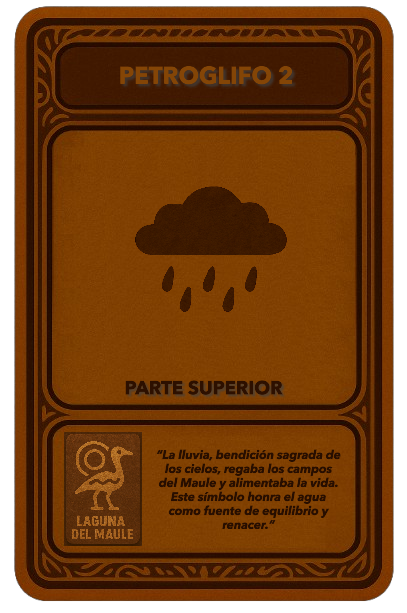 PETROGLIFO 2
PARTE SUPERIOR
LAGUNA
DEL MAULE
"La lluvia, bendición sagrada de
los cielos, regaba los campos
del Maule y alimentaba la vida.
Este símbolo honra el agua
como fuente de equilibrio y
renacer."